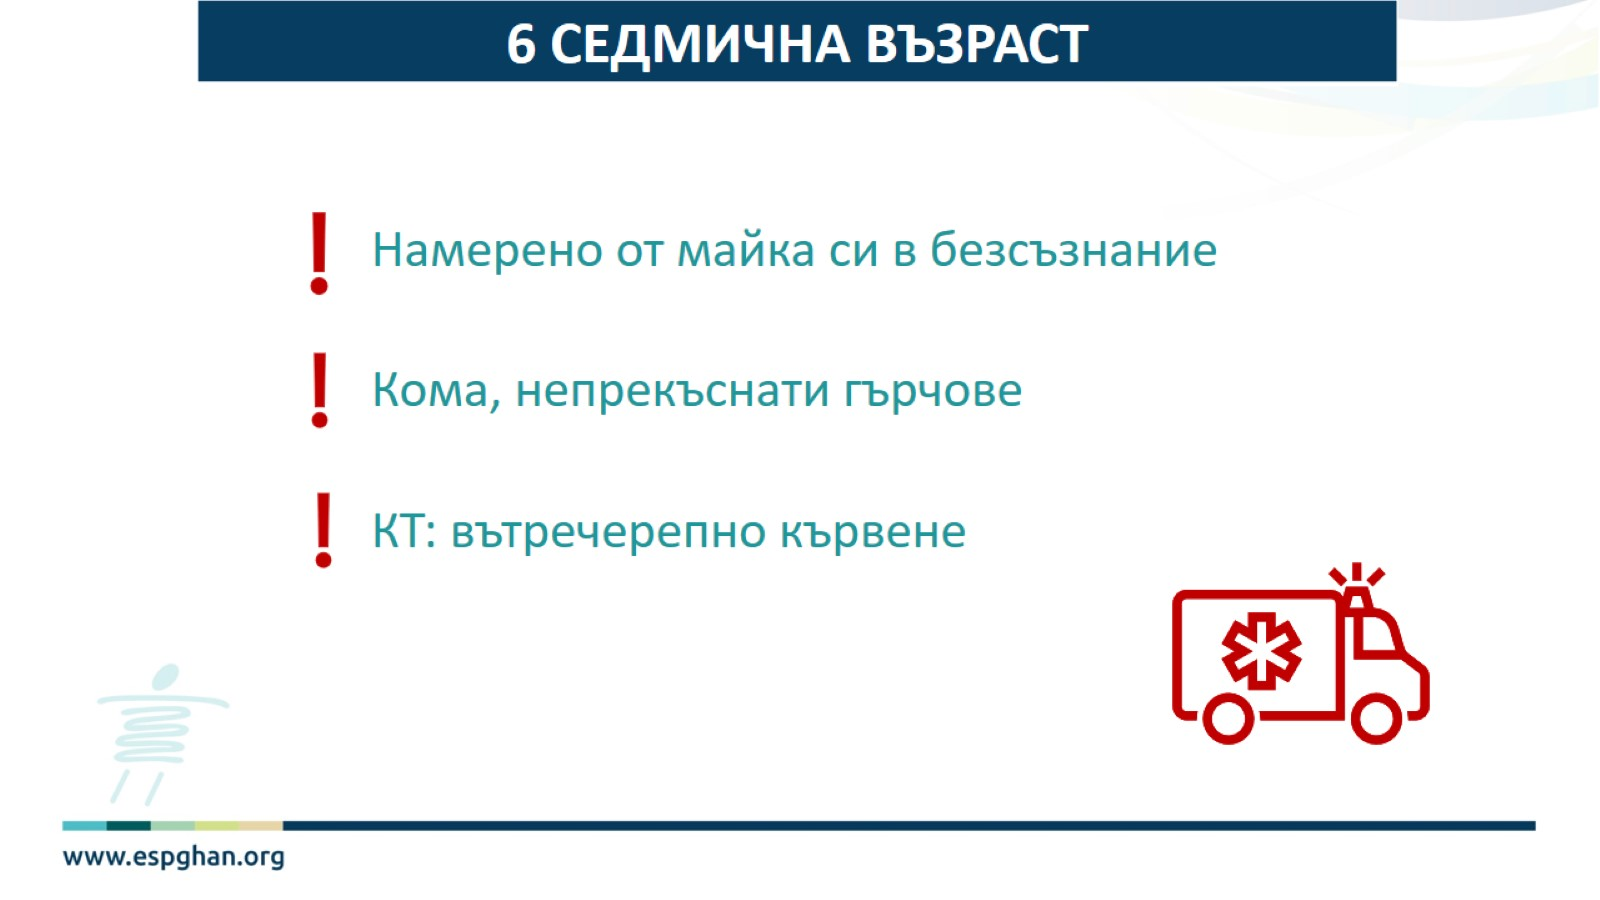 6 СЕДМИЧНА ВЪЗРАСТ
! Намерено от майка си в безсъзнание
! Кома, непрекъснати гърчове
! КТ: вътречерепно кървене
www.espghan.org